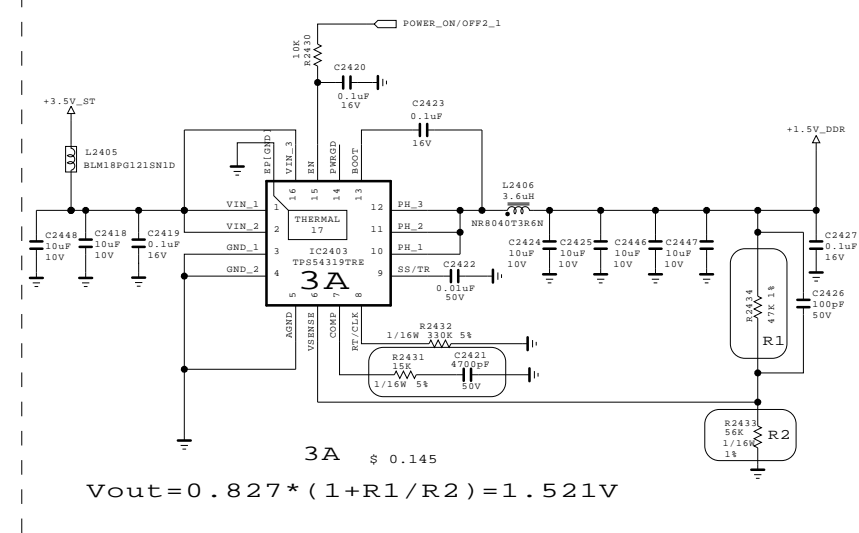 POWER_ON/OFF2_1
10K
R2430
C2420
0.1uF
16V
C2423
0.1uF
16V
+3.5V_ST
L2405
BLM18PG121SN1D
+1.5V_DDR
EP[GND]
VIN_3
EN
PWRGD
BOOT
16
15
14
13
L2406
3.6uH
NR8040T3R6N
VIN_1
1
THERMAL
17
12
PH_3
VIN_2
2
11
PH_2
GND_1
3
IC2403
TPS54319TRE
10
PH_1
GND_2
4
3A
9
SS/TR
5
6
7
8
AGND
VSENSE
COMP
RT/CLK
C2448
10uF
10V
C2418
10uF
10V
C2419
0.1uF
16V
C2422
0.01uF
50V
C2424
10uF
10V
C2425
10uF
10V
C2446
10uF
10V
C2447
10uF
10V
C2427
0.1uF
16V
R2434
47K 1%
R1
C2426
100pF
50V
R2432
1/16W 330K 5%
R2431
15K
1/16W 5%
C2421
4700pF
50V
R2433
56K
1/16W
1%
R2
3A
$ 0.145
Vout=0.827*(1+R1/R2)=1.521V